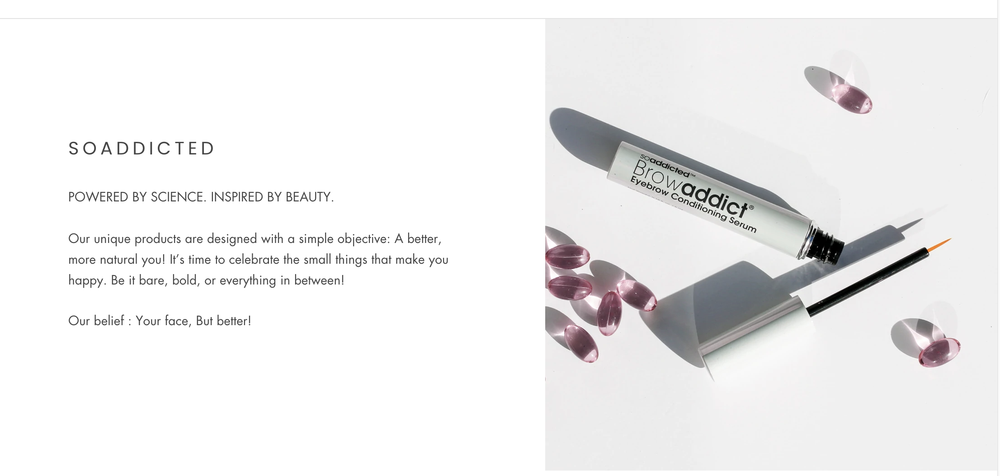 SOADDICTED
POWERED BY SCIENCE. INSPIRED BY BEAUTY.
Our unique products are designed with a simple objective: A better,
more natural you! It’s time to celebrate the small things that make you
happy. Be it bare, bold, or everything in between!
Our belief : Your face, But better!
soaddicted™
Browaddict®
Eyebrow Conditioning Serum